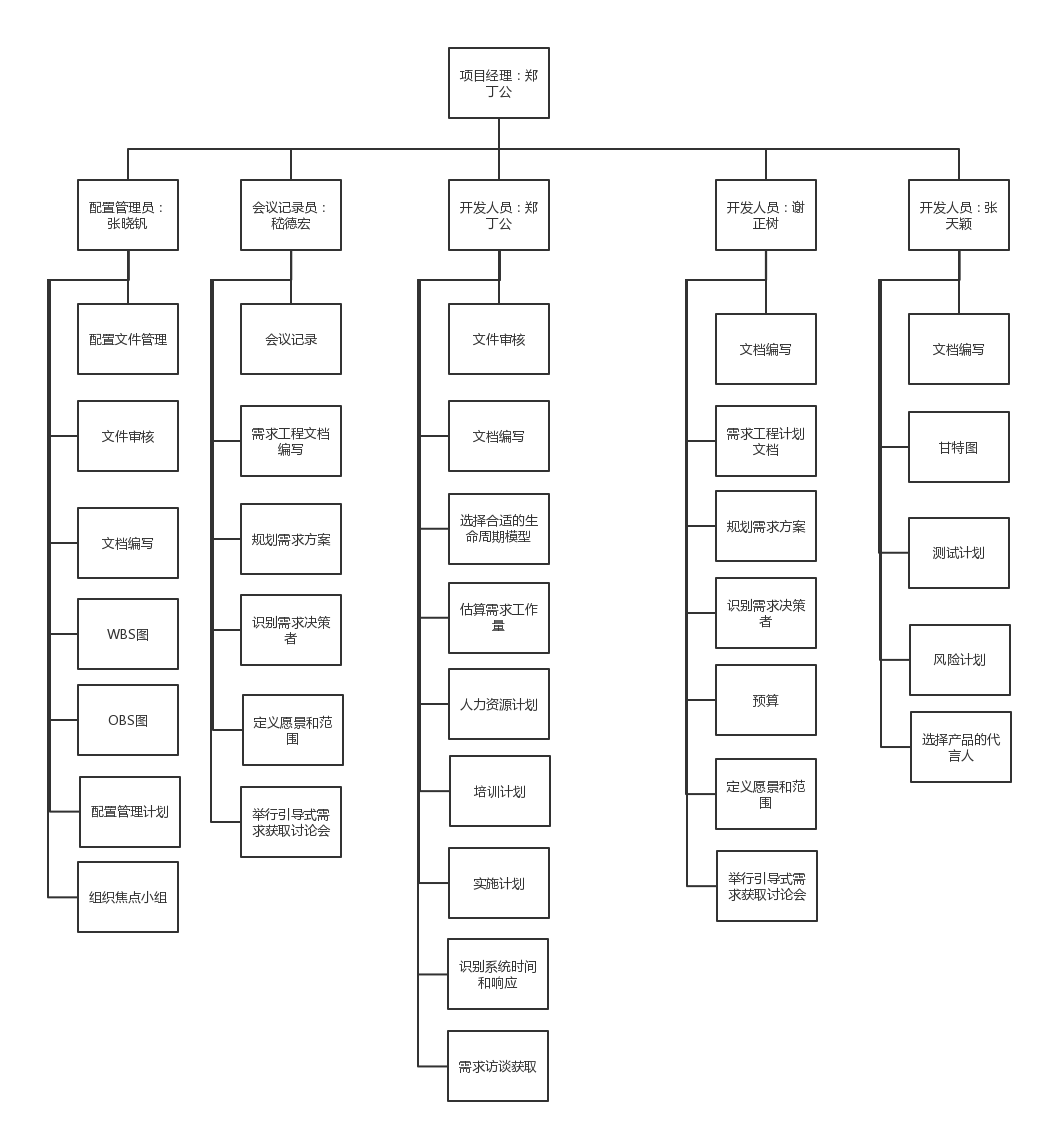 项目经理：郑
丁公
配置管理员：
张晓钒
会议记录员：
嵇德宏
开发人员：郑
丁公
开发人员：谢
正树
开发人员：张
天颖
配置文件管理
文件审核
文档编写
WBS图
OBS图
配置管理计划
组织焦点小组
会议记录
需求工程文档
编写
规划需求方案
识别需求决策
者
定义愿景和范
围
举行引导式需
求获取讨论会
文件审核
文档编写
选择合适的生
命周期模型
估算需求工作
量
人力资源计划
培训计划
实施计划
识别系统时间
和响应
需求访谈获取
文档编写
需求工程计划
文档
规划需求方案
识别需求决策
者
预算
定义愿景和范
围
举行引导式需
求获取讨论会
文档编写
甘特图
测试计划
风险计划
选择产品的代
言人